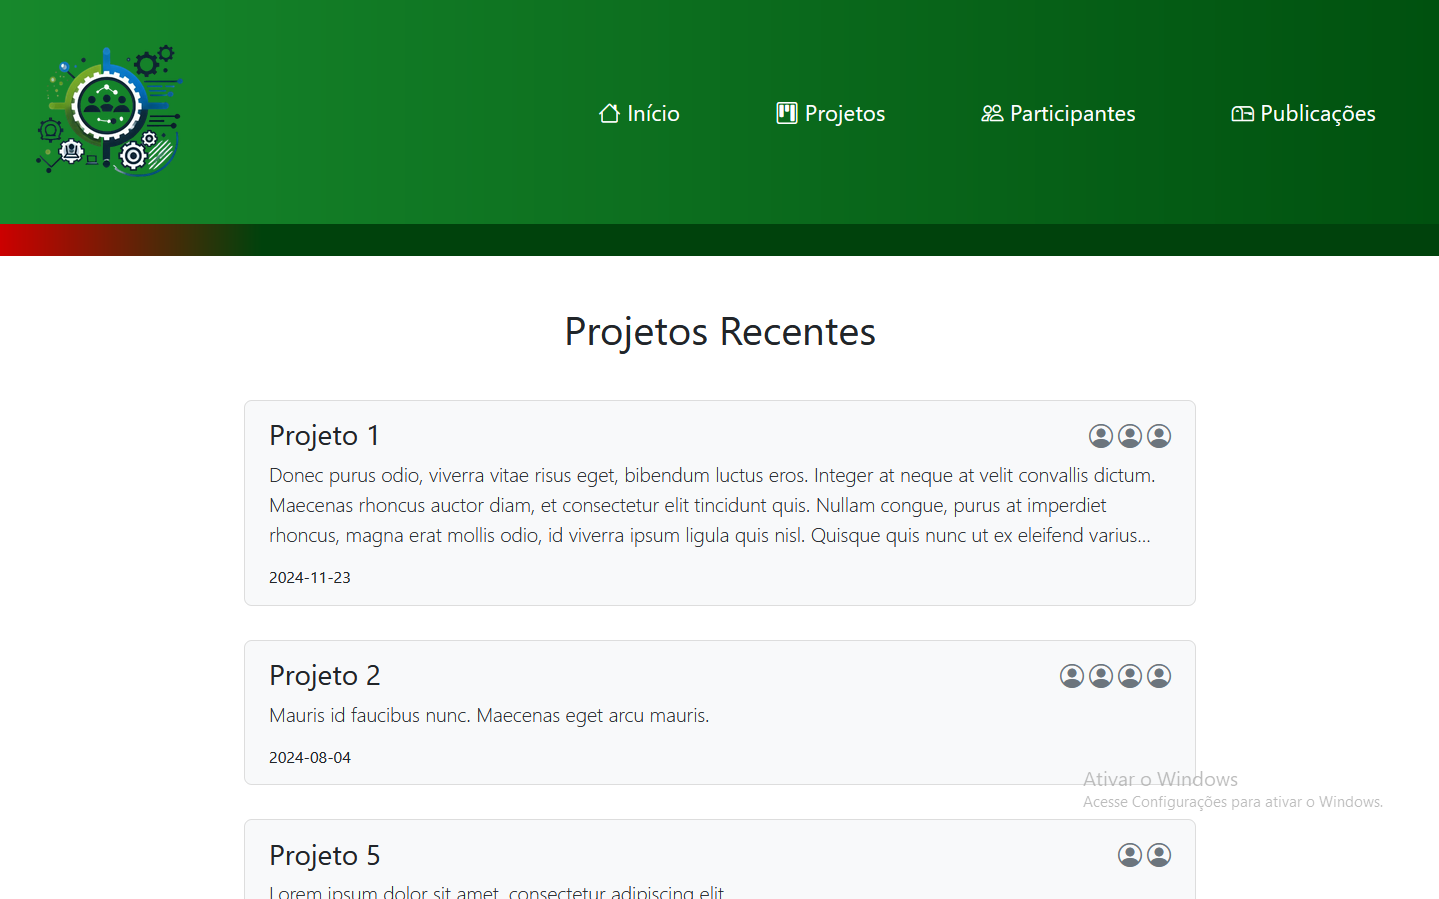 Início
Projetos
Participantes
Publicações
Projetos Recentes
Projeto 1
Donec purus odio, viverra vitae risus eget, bibendum luctus eros. Integer at neque at velit convallis dictum.
Maecenas rhoncus auctor diam, et consectetur elit tincidunt quis. Nullam congue, purus at imperdiet
rhoncus, magna erat mollis odio, id viverra ipsum ligula quis nisl. Quisque quis nunc ut ex eleifend varius...
2024-11-23
Projeto 2
Mauris id faucibus nunc. Maecenas eget arcu mauris.
2024-08-04
Ativar o Windows
Acesse Configurações para ativar o Windows.
Projeto 5
Lorem ipsum dolor sit amet, consectetur adipiscing elit